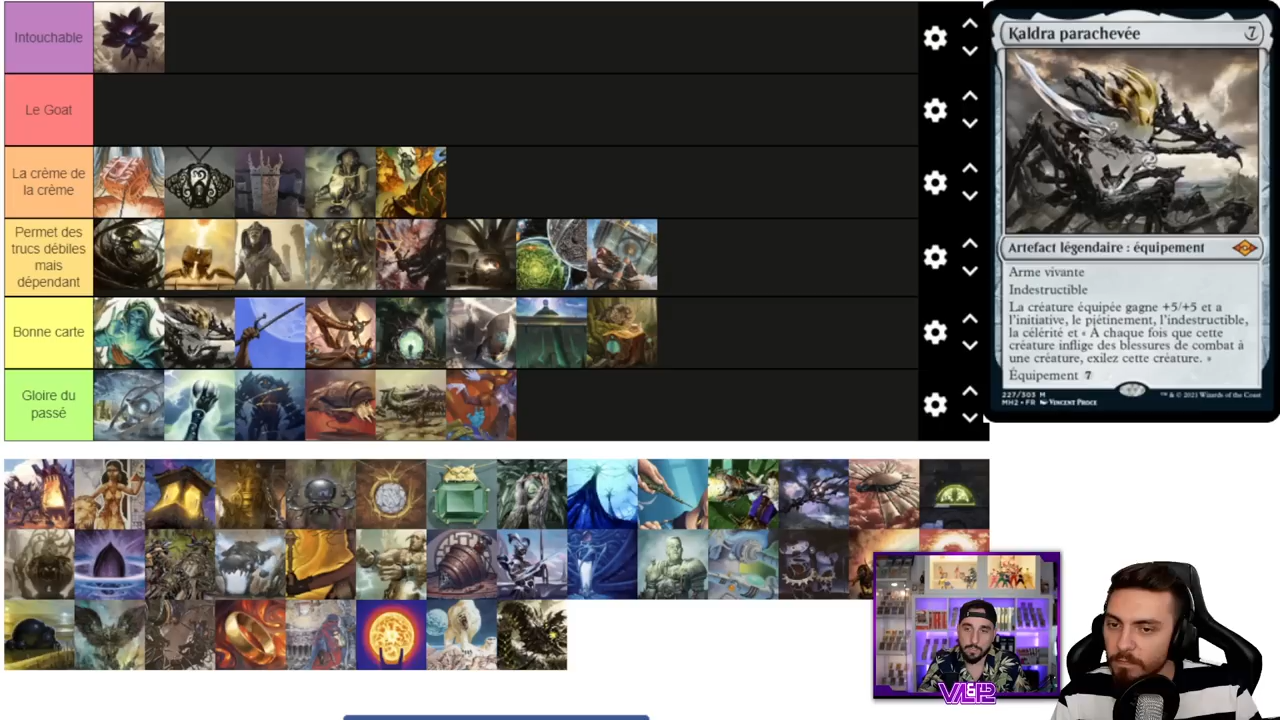 Intouchable
Le Goat
La crème de
la crème
Permet des
trucs débiles
mais
dépendant
Bonne carte
Gloire du
passé
Kaldra parachevée 7
Artefact légendaire : équipement
Arme vivante
Indestructible
La créature équipée gagne +5/+5 et a
l'initiative, le piétinement, l'indestructible,
la célérité et « À chaque fois que cette
créature inflige des blessures de combat à
une créature, exilez cette créature. »
Équipement 7
227/303 M
MH2 • FR VINCENT PROCE
™ & © 2021 Wizards of the Coast